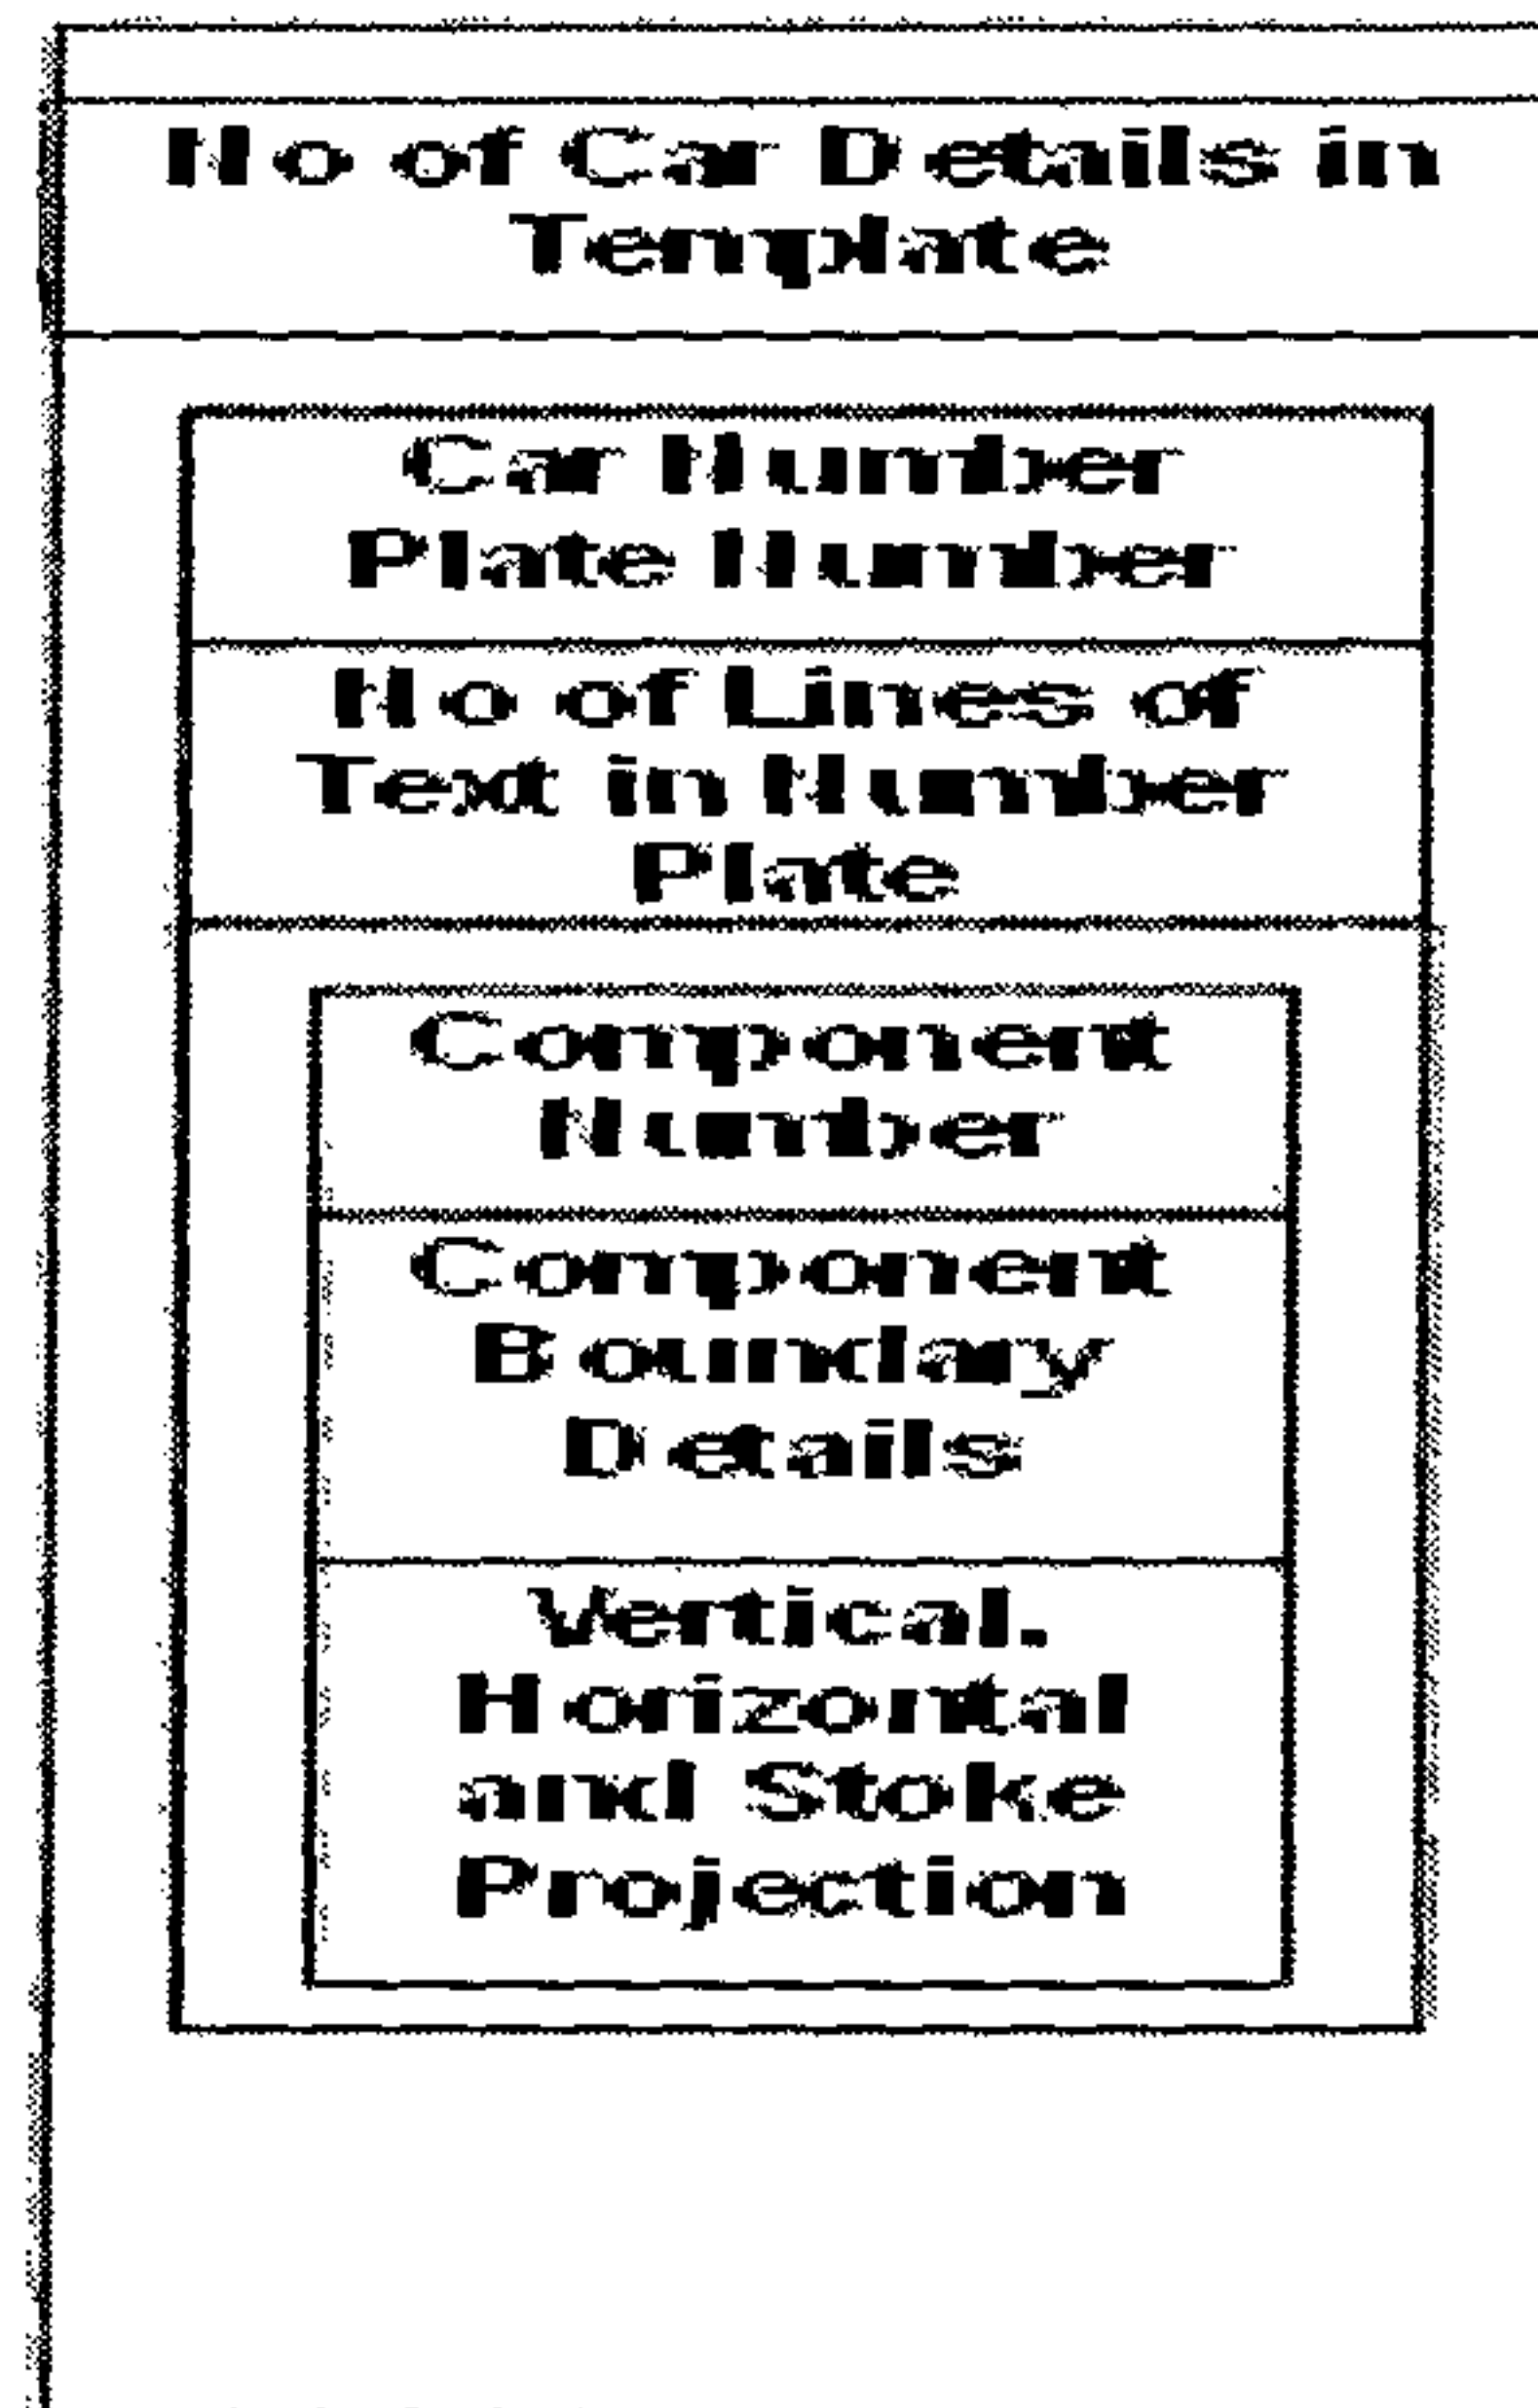 No of Car Details in
Template
Car Number
Plate Number
No of Lines of
Text in Number
Plate
Component
Number
Component
Boundary
Details
Vertical,
Horizontal
and Stoke
Projection